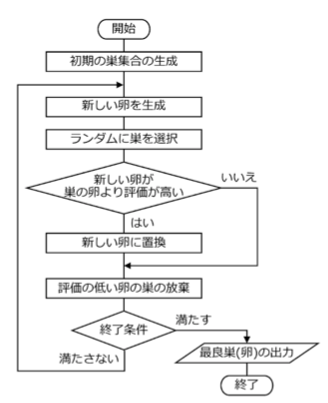 開始
初期の巣集合の生成
新しい卵を生成
ランダムに巣を選択
新しい卵が
巣の卵より評価が高い
いいえ
はい
新しい卵に置換
評価の低い卵の巣の放棄
終了条件
満たす
満たさない
最良巣(卵)の出力
終了